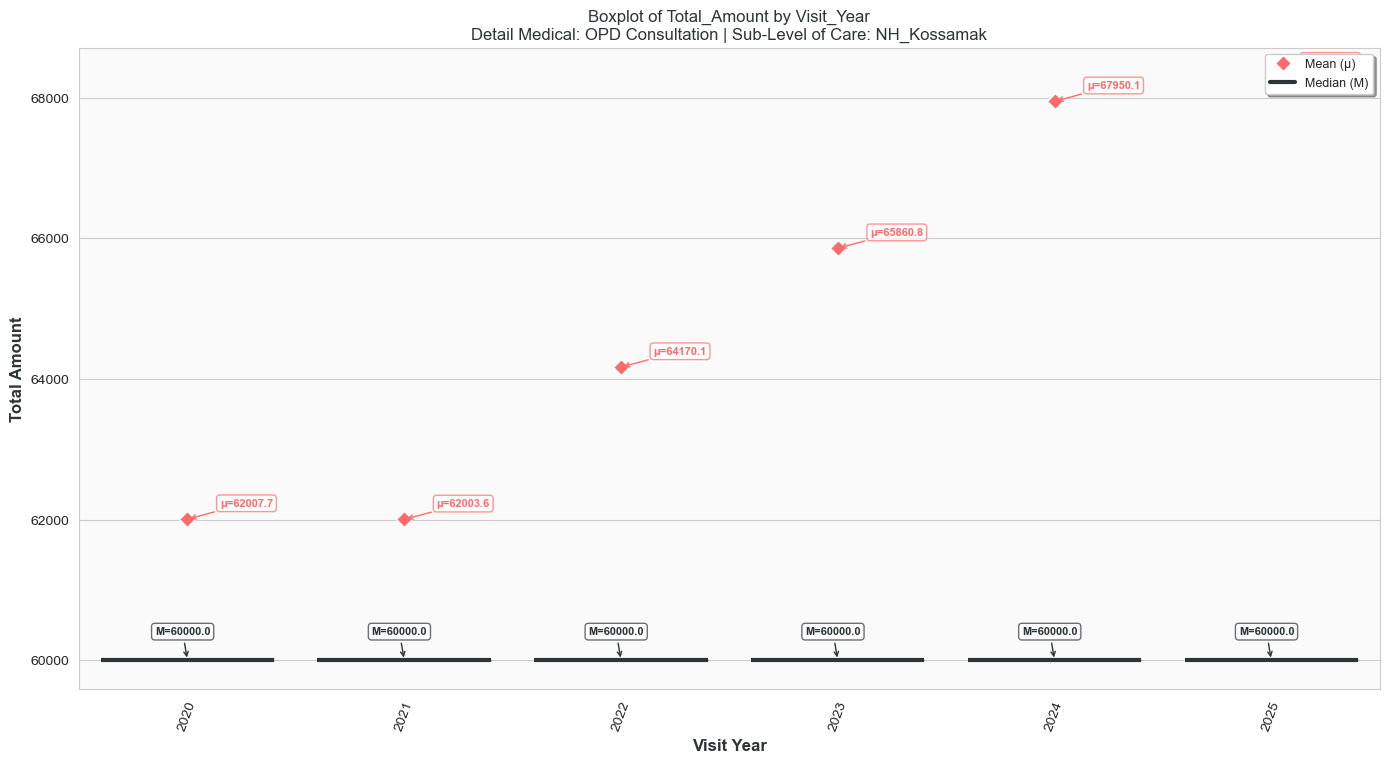 Boxplot of Total_Amount by Visit_Year
Detail Medical: OPD Consultation | Sub-Level of Care: NH_Kossamak
Mean (μ)
Median (M)
68000
66000
64000
62000
60000
Total Amount
μ=67950.1
μ=65860.8
μ=64170.1
μ=62007.7
μ=62003.6
M=60000.0
M=60000.0
M=60000.0
M=60000.0
M=60000.0
M=60000.0
2020
2021
2022
2023
2024
2025
Visit Year